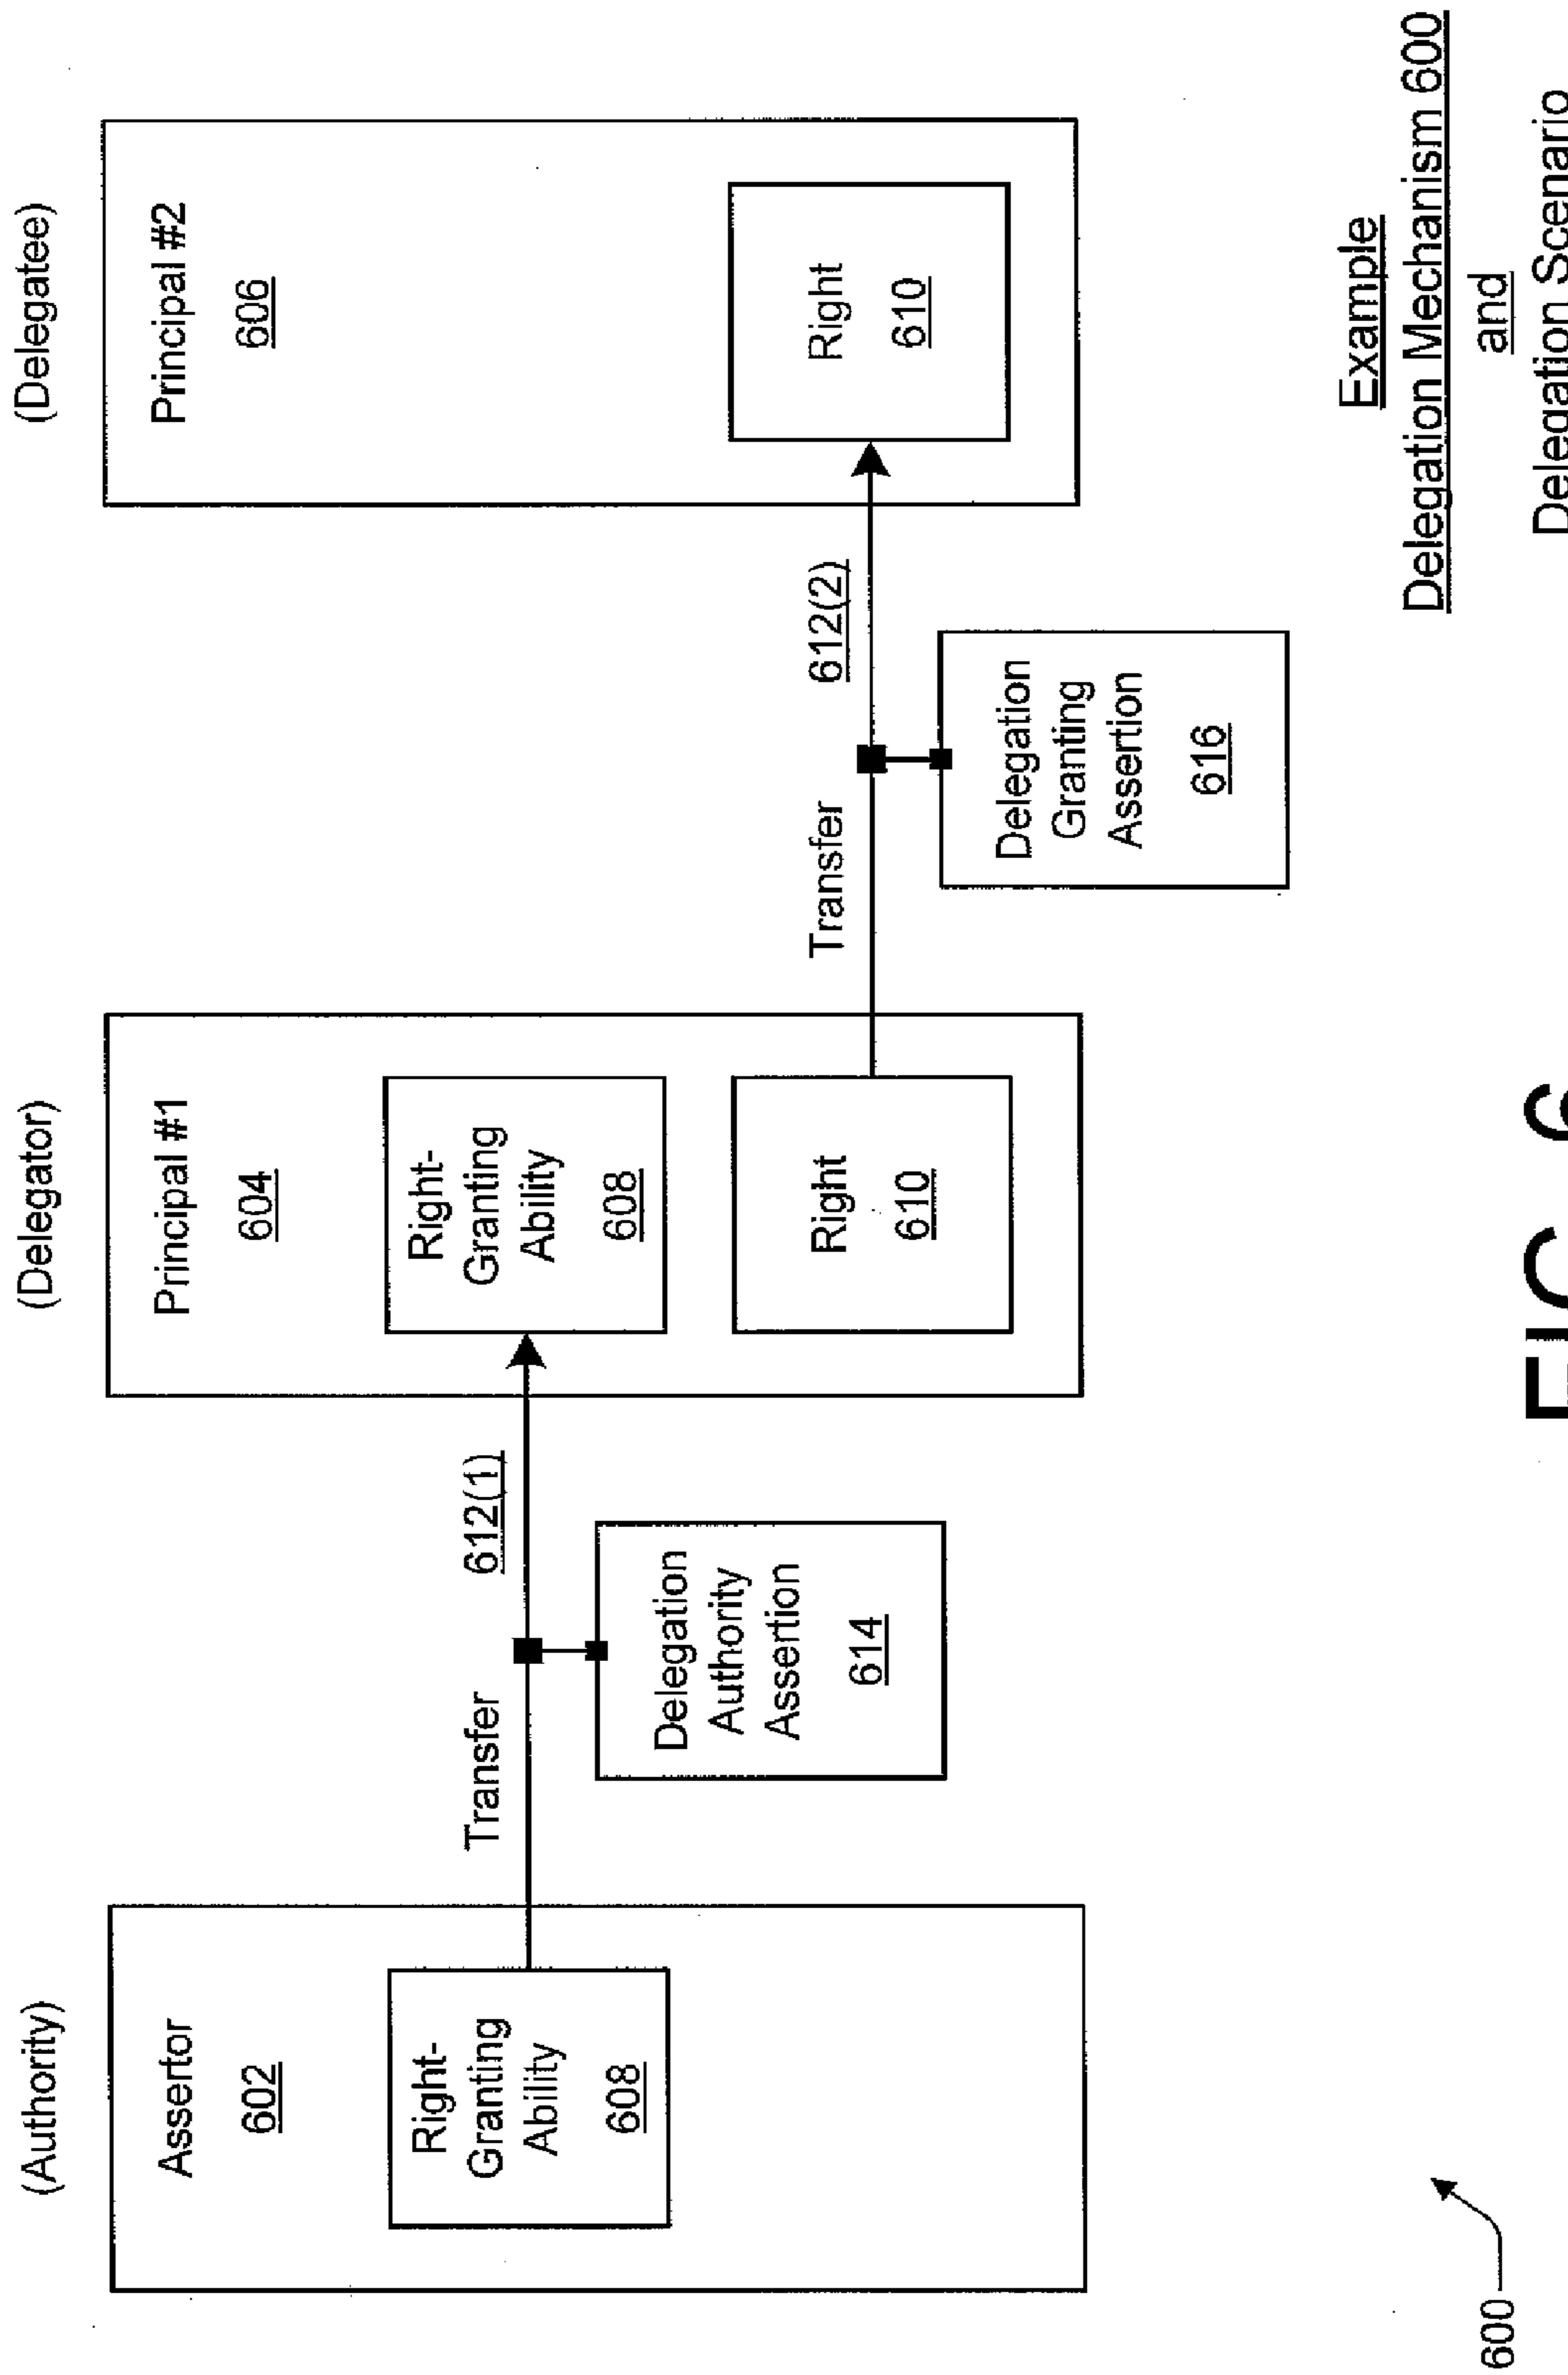 (Authority)
Assertor
602
Right-
Granting
Ability
608
Transfer
612(1)
Delegation
Authority
Assertion
614
(Delegator)
Principal #1
604
Right-
Granting
Ability
608
Right
610
Transfer
612(2)
Delegation
Granting
Assertion
616
(Delegatee)
Principal #2
606
Right
610
600
Example
Delegation Mechanism 600
and
Delegation Scenario